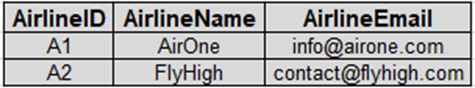 AirlineID AirlineName AirlineEmail
A1 AirOne info@airone.com
A2 FlyHigh contact@flyhigh.com